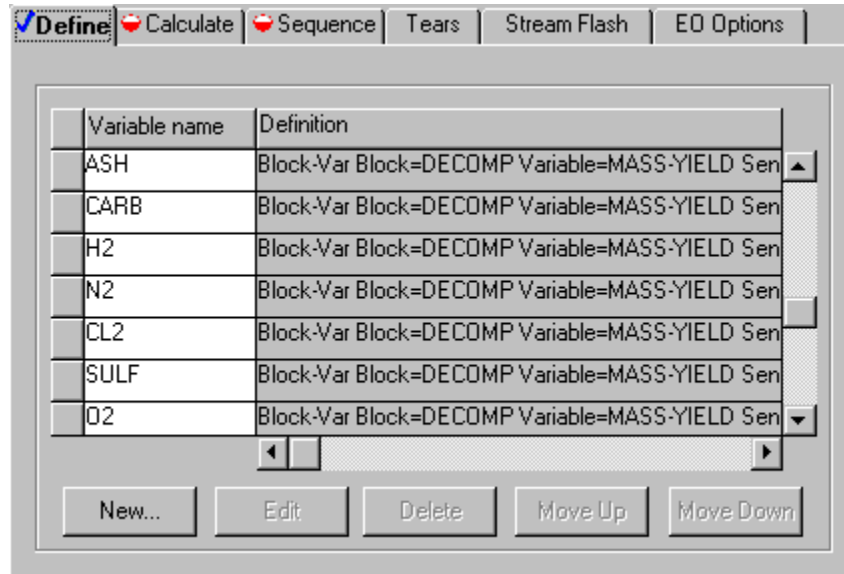 Define Calculate Sequence Tears Stream Flash EO Options
Variable name Definition
ASH Block-Var Block=DECOMP Variable=MASS-YIELD Sen
CARB Block-Var Block=DECOMP Variable=MASS-YIELD Sen
H2 Block-Var Block=DECOMP Variable=MASS-YIELD Sen
N2 Block-Var Block=DECOMP Variable=MASS-YIELD Sen
CL2 Block-Var Block=DECOMP Variable=MASS-YIELD Sen
SULF Block-Var Block=DECOMP Variable=MASS-YIELD Sen
O2 Block-Var Block=DECOMP Variable=MASS-YIELD Sen
New... Edit Delete Move Up Move Down